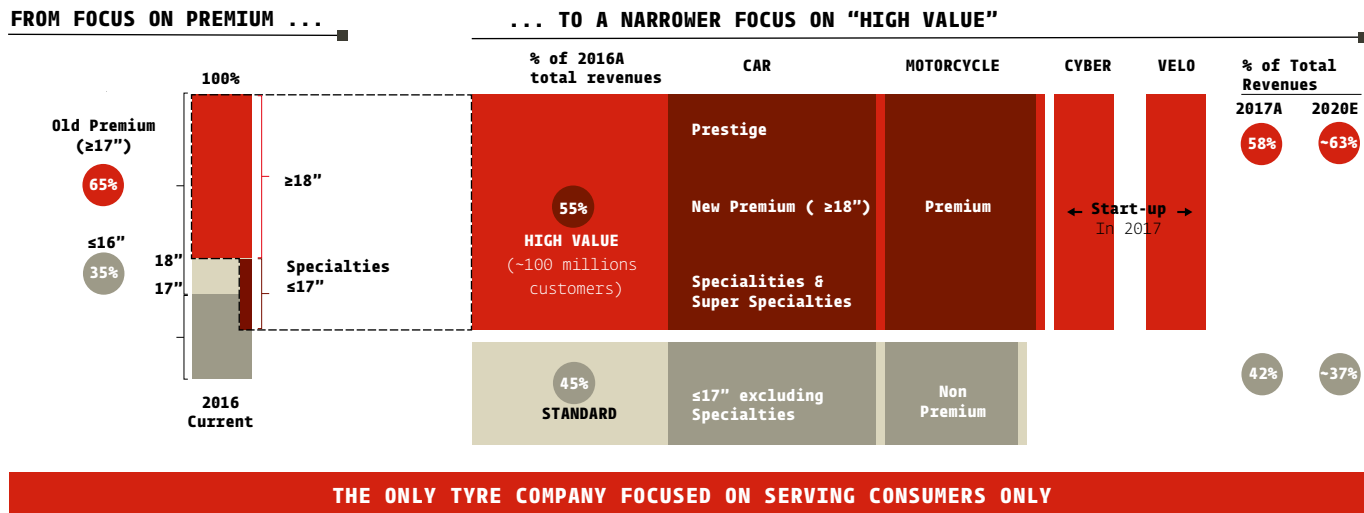 FROM FOCUS ON PREMIUM ...
... TO A NARROWER FOCUS ON “HIGH VALUE”
100%
Old Premium
(≥17”)
65%
≤16”
35%
18”
17”
≥18”
Specialties
≤17”
2016
Current
% of 2016A
total revenues
CAR
MOTORCYCLE
CYBER
VELO
% of Total
Revenues
2017A
2020E
55%
HIGH VALUE
(~100 millions
customers)
Prestige
New Premium ( ≥18”)
Specialities &
Super Specialties
Premium
← Start-up →
In 2017
58%
~63%
45%
STANDARD
≤17” excluding
Specialties
Non
Premium
42%
~37%
THE ONLY TYRE COMPANY FOCUSED ON SERVING CONSUMERS ONLY